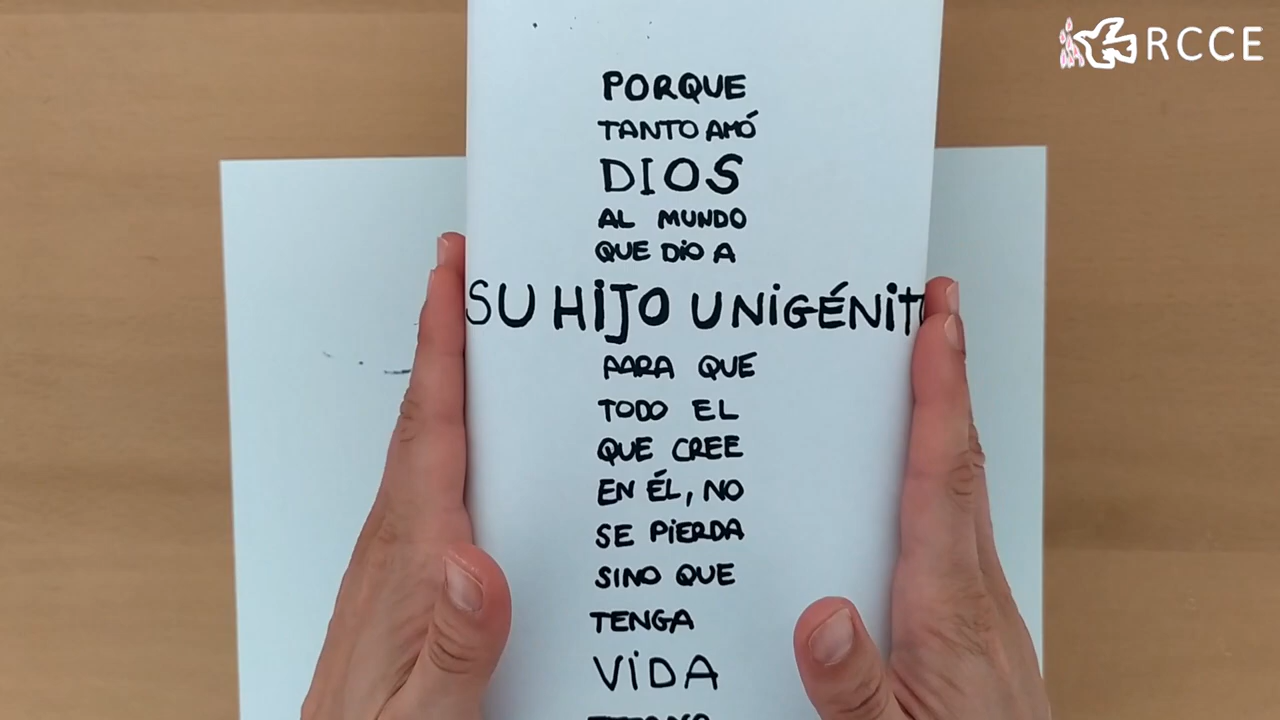 RCCE
PORQUE
TANTO AMÓ
DIOS
AL MUNDO
QUE DIO A
SU HIJO UNIGÉNITO
PARA QUE
TODO EL
QUE CREE
EN ÉL, NO
SE PIERDA
SINO QUE
TENGA
VIDA